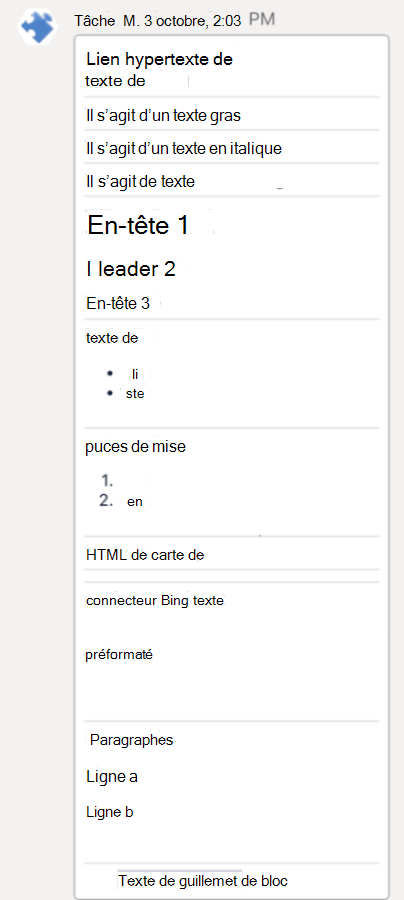 Tâche M. 3 octobre, 2:03 PM
Lien hypertexte de
texte de
Il s’agit d’un texte gras
Il s’agit d’un texte en italique
Il s’agit de texte
En-tête 1
I leader 2
En-tête 3
texte de
• li
• ste
puces de mise
1.
2. en
HTML de carte de
connecteur Bing texte
préformaté
Paragraphes
Ligne a
Ligne b
Texte de guillemet de bloc